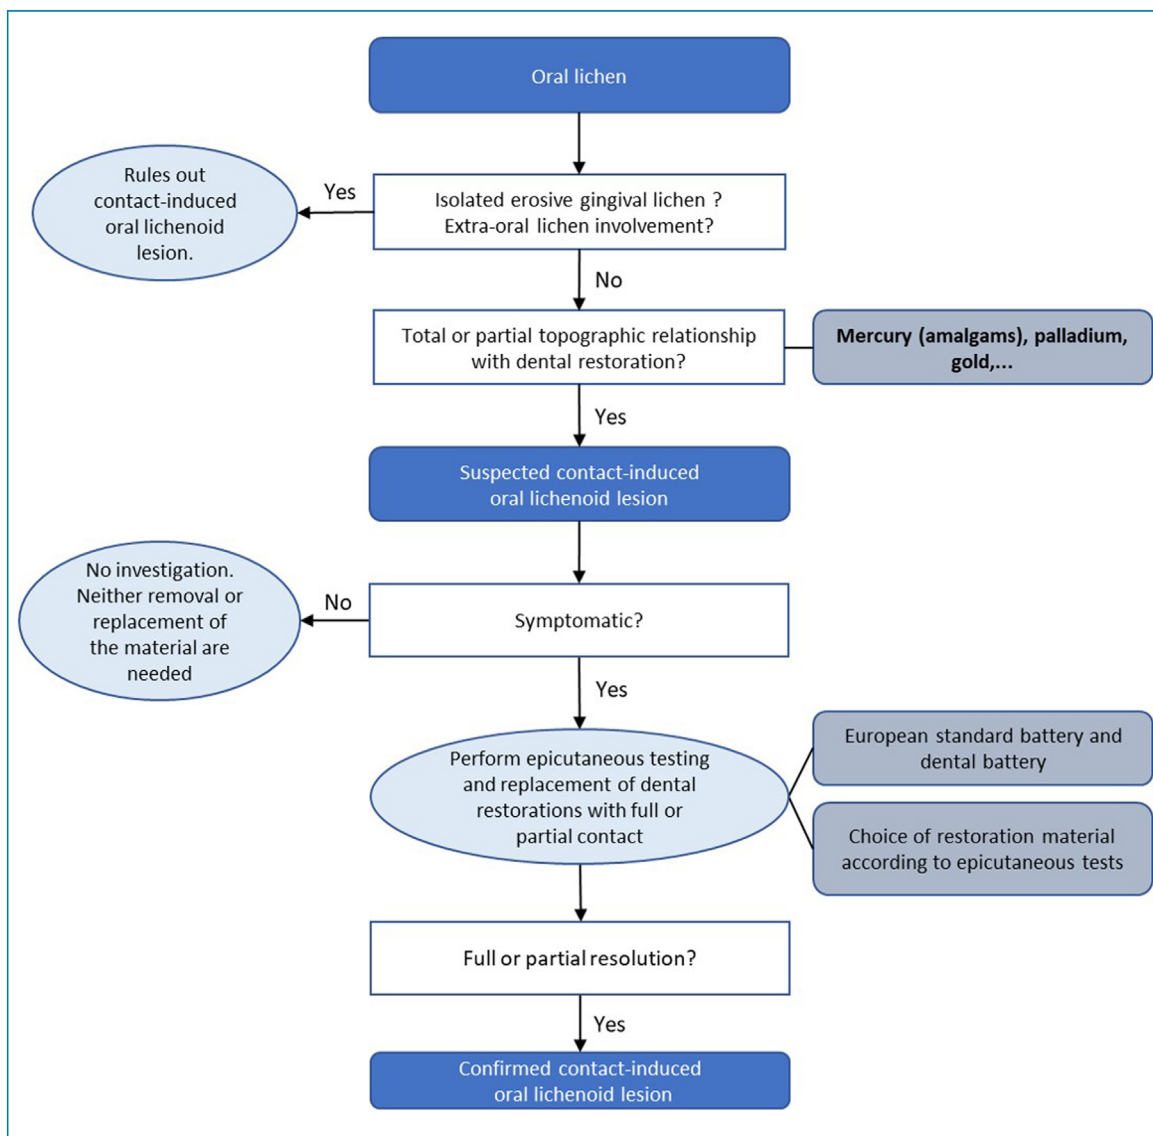 Oral lichen
Rules out
contact-induced
oral lichenoid
lesion.
Yes
Isolated erosive gingival lichen ?
Extra-oral lichen involvement?
No
Total or partial topographic relationship
with dental restoration?
Mercury (amalgams), palladium,
gold,...
Yes
Suspected contact-induced
oral lichenoid lesion
No investigation.
Neither removal or
replacement of
the material are
needed
No
Symptomatic?
Yes
Perform epicutaneous testing
and replacement of dental
restorations with full or
partial contact
European standard battery and
dental battery
Choice of restoration material
according to epicutaneous tests
Full or partial resolution?
Yes
Confirmed contact-induced
oral lichenoid lesion